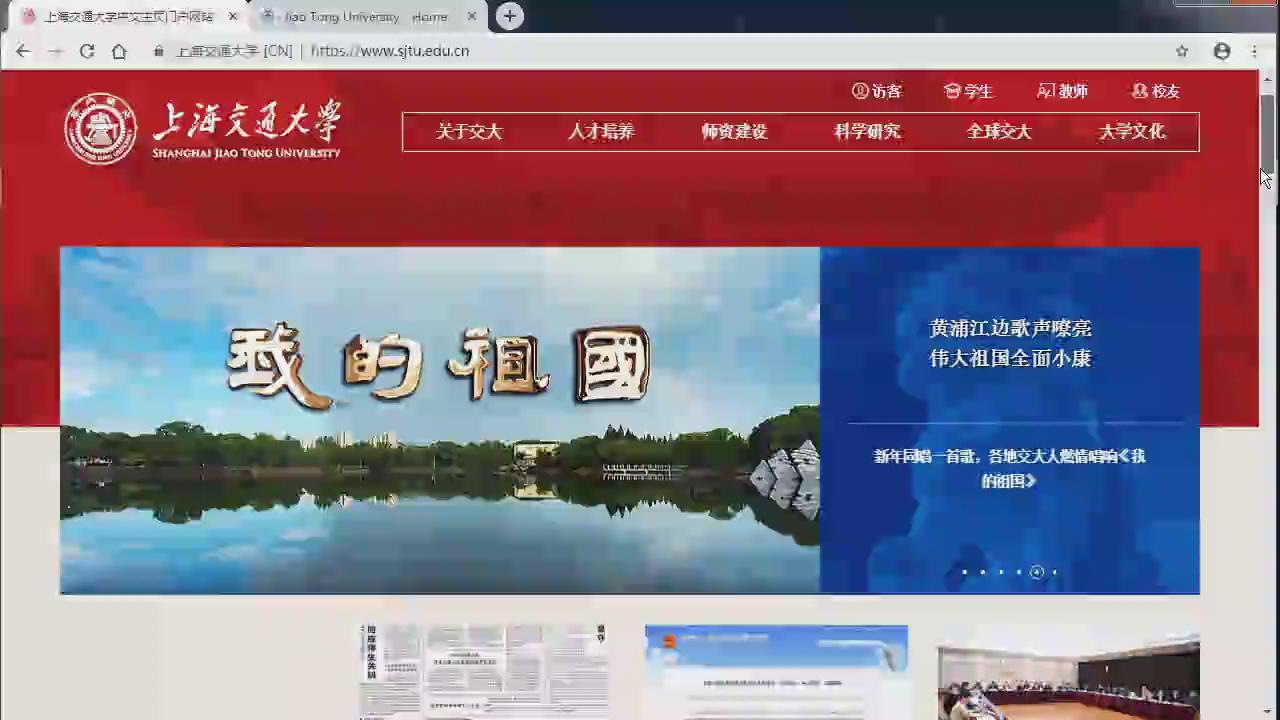 上海交通大学中文主页门户网站
Jiao Tong University Home
上海交通大学 [CN] | https://www.sjtu.edu.cn
访客 学生 教师 校友
上海交通大学
SHANGHAI JIAO TONG UNIVERSITY
关于交大 人才培养 师资建设 科学研究 全球交大 大学文化
我的祖國
黄浦江边歌声嘹亮
伟大祖国全面小康
新年同唱一首歌，各地交大人激情唱响《我
的祖国》